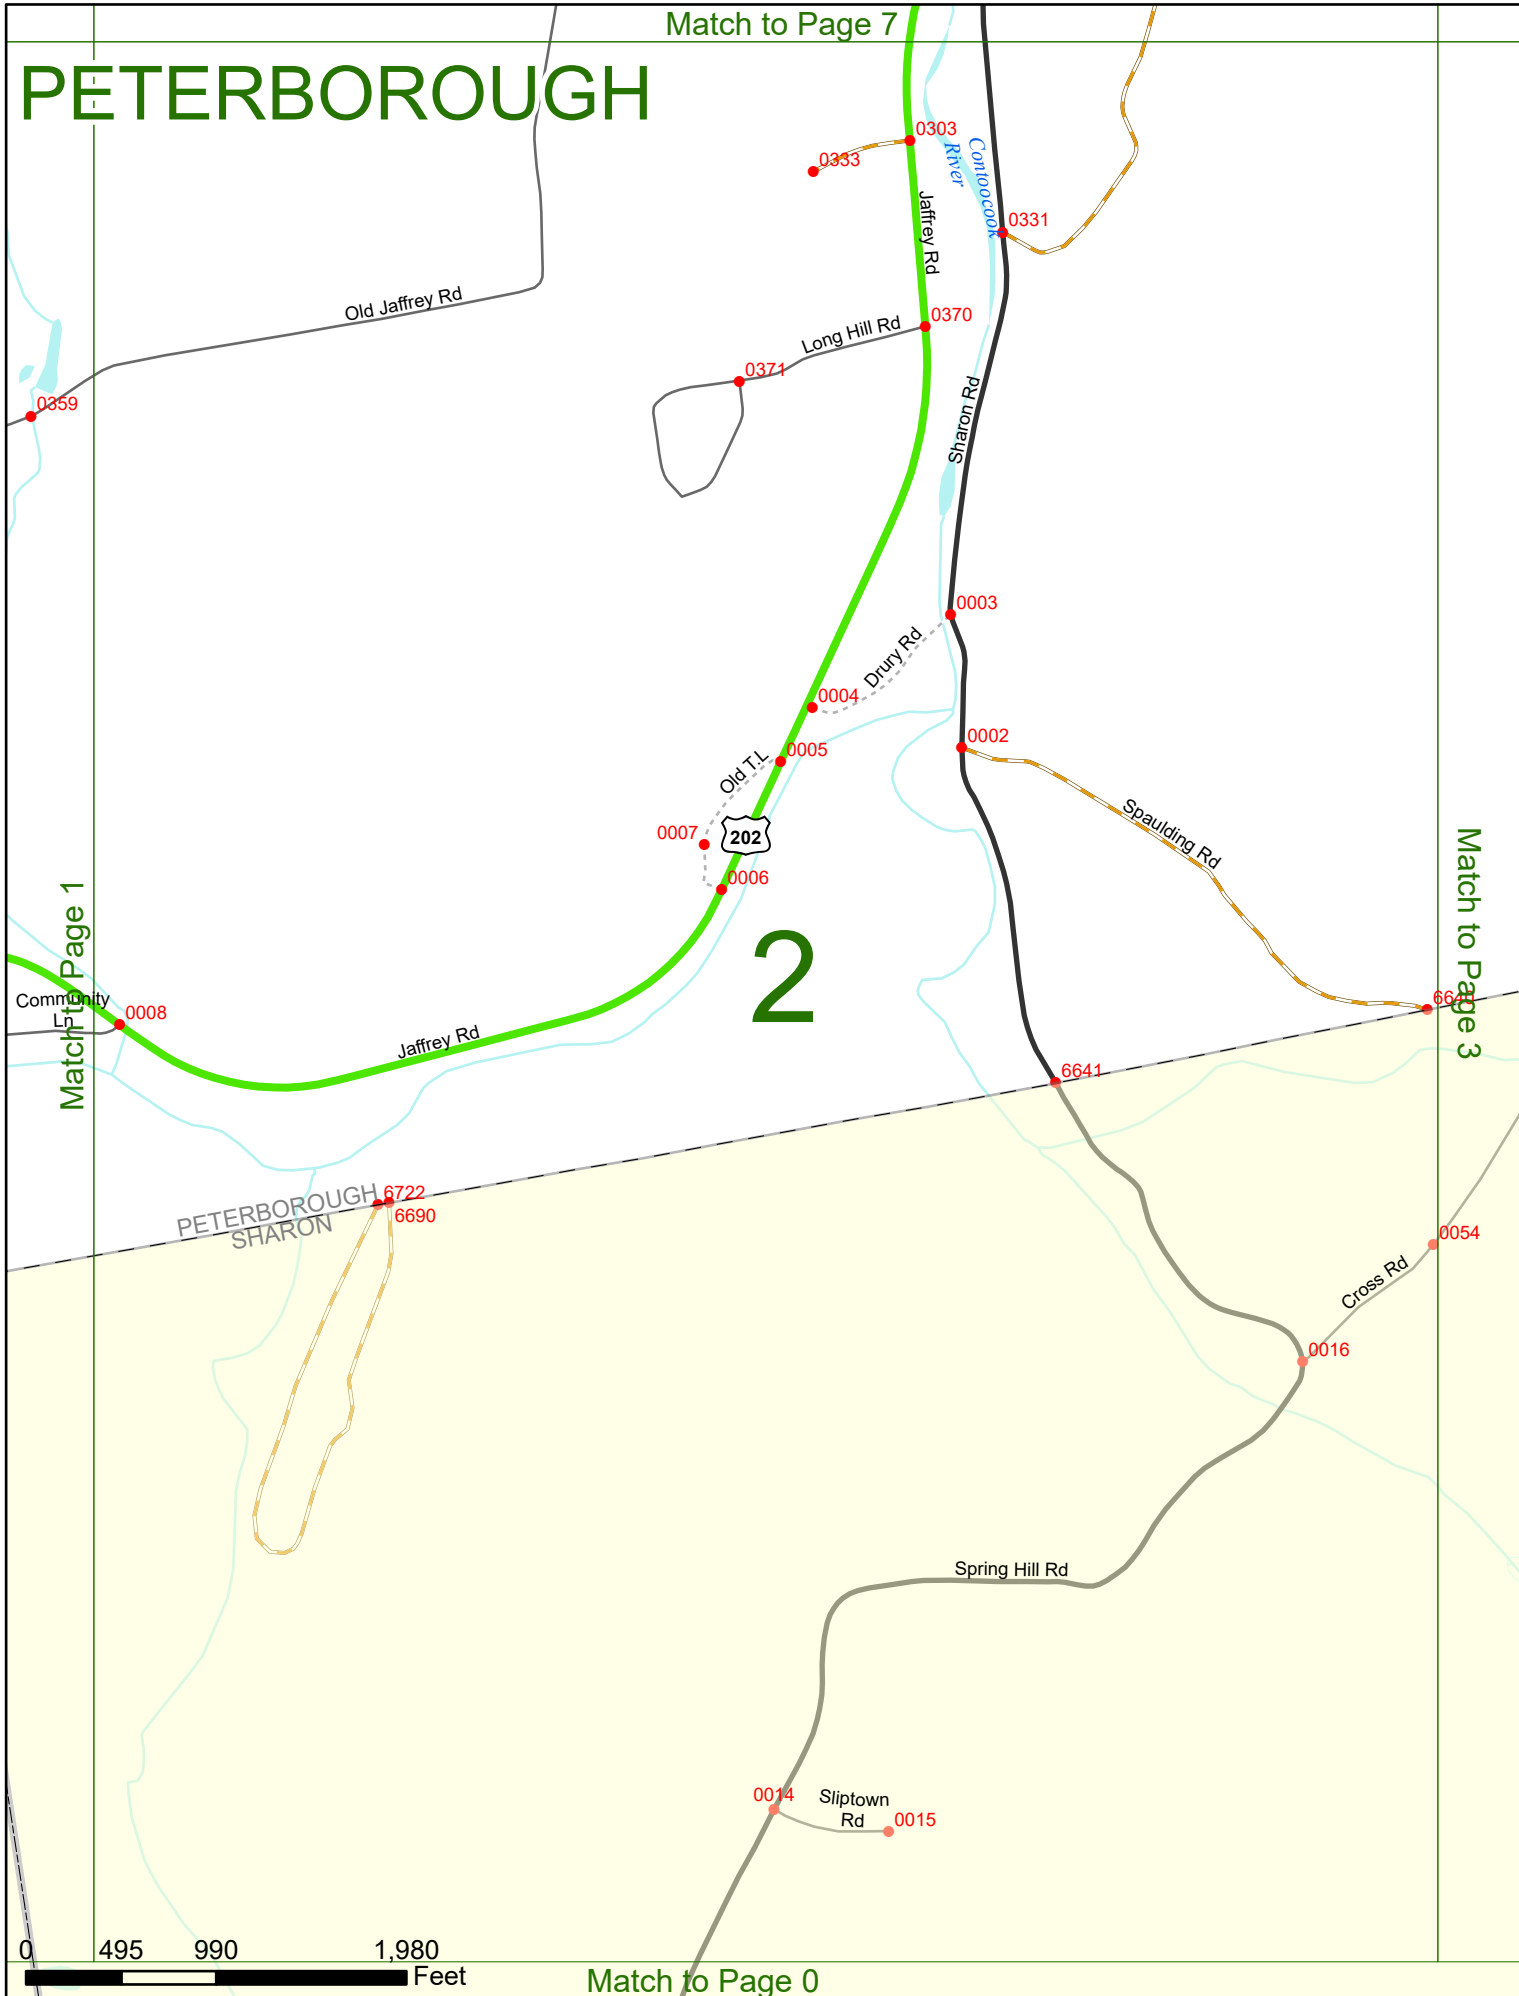 Match to Page 7
PETERBOROUGH
0303
0333
Contoocook
River
Jaffrey Rd
0331
Old Jaffrey Rd
0370
Long Hill Rd
0371
Sharon Rd
0359
0003
Drury Rd
0004
0002
0005
Old T.L
Spaulding Rd
0007
202
0006
Match to Page 1
Match to Page 3
2
Community
Ln
0008
6640
Jaffrey Rd
6641
6722
PETERBOROUGH
6690
SHARON
0054
Cross Rd
0016
Spring Hill Rd
0014
Sliptown
Rd
0015
0 495 990 1,980
Feet
Match to Page 0